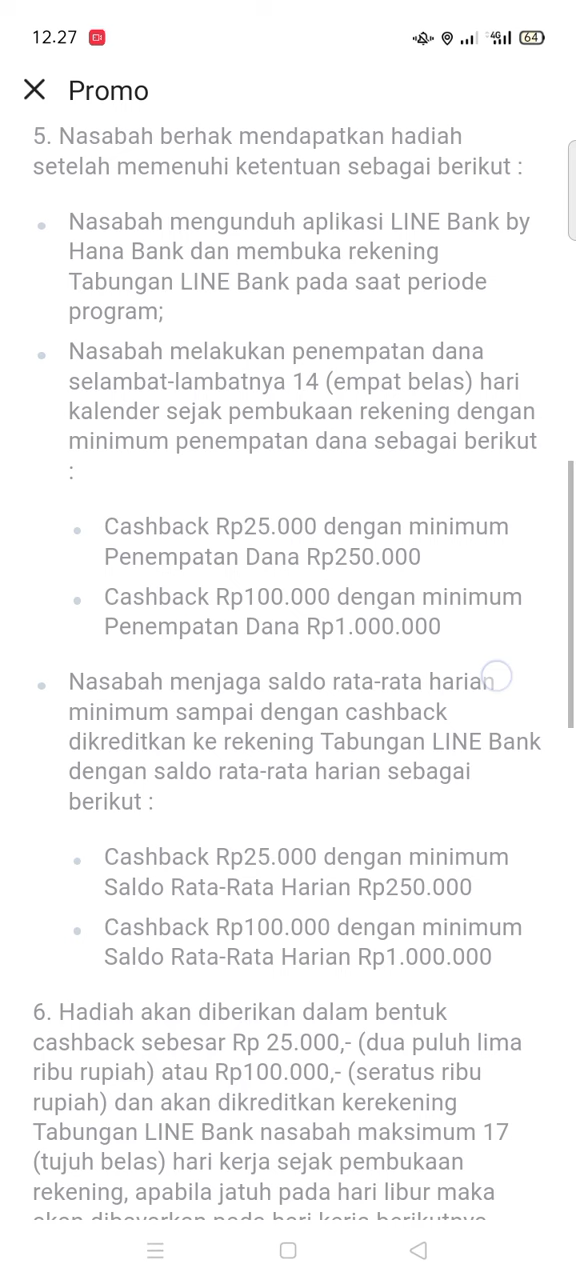 12.27
4G
64
Promo
5. Nasabah berhak mendapatkan hadiah
setelah memenuhi ketentuan sebagai berikut :
Nasabah mengunduh aplikasi LINE Bank by
Hana Bank dan membuka rekening
Tabungan LINE Bank pada saat periode
program;
Nasabah melakukan penempatan dana
selambat-lambatnya 14 (empat belas) hari
kalender sejak pembukaan rekening dengan
minimum penempatan dana sebagai berikut
:
Cashback Rp25.000 dengan minimum
Penempatan Dana Rp250.000
Cashback Rp100.000 dengan minimum
Penempatan Dana Rp1.000.000
Nasabah menjaga saldo rata-rata harian
minimum sampai dengan cashback
dikreditkan ke rekening Tabungan LINE Bank
dengan saldo rata-rata harian sebagai
berikut :
Cashback Rp25.000 dengan minimum
Saldo Rata-Rata Harian Rp250.000
Cashback Rp100.000 dengan minimum
Saldo Rata-Rata Harian Rp1.000.000
6. Hadiah akan diberikan dalam bentuk
cashback sebesar Rp 25.000,- (dua puluh lima
ribu rupiah) atau Rp100.000,- (seratus ribu
rupiah) dan akan dikreditkan kerekening
Tabungan LINE Bank nasabah maksimum 17
(tujuh belas) hari kerja sejak pembukaan
rekening, apabila jatuh pada hari libur maka
akan dibayarkan pada hari kerja berikutnya